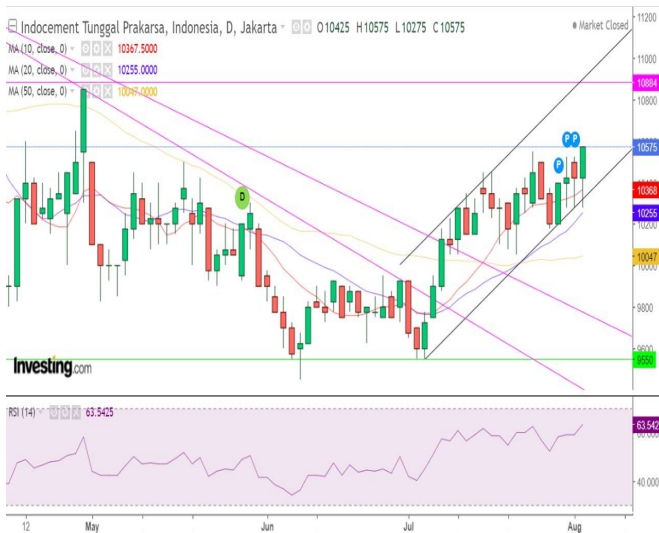 Indocement Tunggal Prakarsa, Indonesia, D, Jakarta O10425 H10575 L10275 C10575
Market Closed
MA (10, close, 0) 10367.5000
MA (20, close, 0) 10255.0000
MA (50, close, 0) 10047.0000
11200
11000
10884
10800
10575
10368
10255
10200
10047
10000
9800
9600
9550
P P
P
D
Investing.com
RSI (14) 63.5425
63.542
40.000
12 May Jun Jul Aug